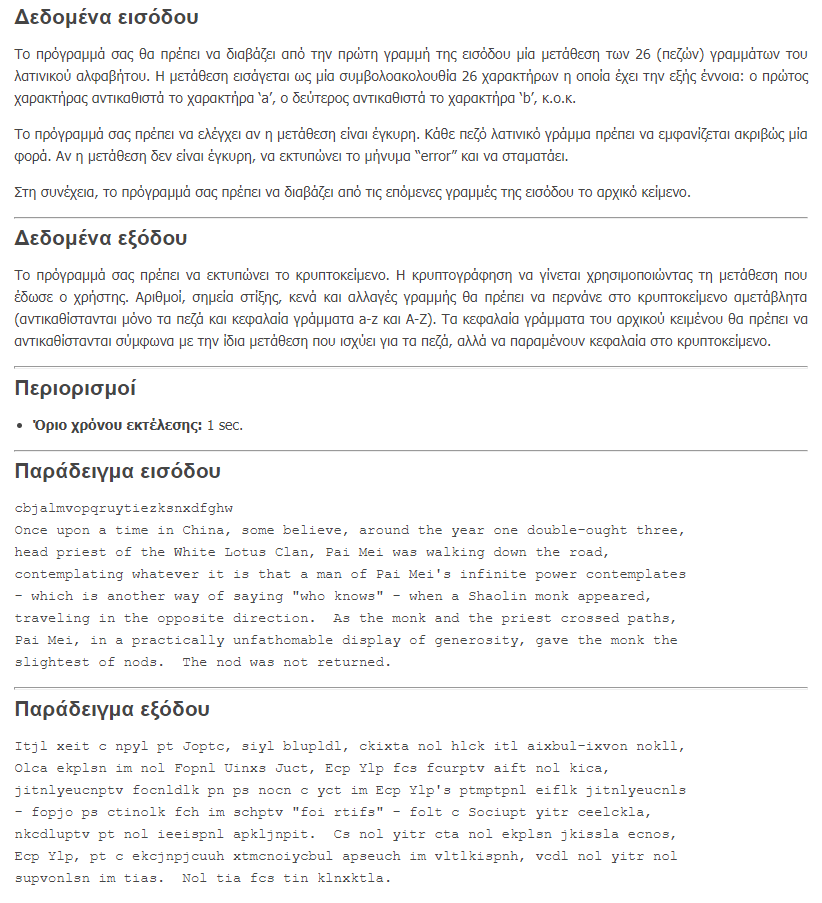 Δεδομένα εισόδου
Το πρόγραμμά σας θα πρέπει να διαβάζει από την πρώτη γραμμή της εισόδου μία μετάθεση των 26 (πεζών) γραμμάτων του
λατινικού αλφαβήτου. Η μετάθεση εισάγεται ως μία συμβολοακολουθία 26 χαρακτήρων η οποία έχει την εξής έννοια: ο πρώτος
χαρακτήρας αντικαθιστά το χαρακτήρα ‘a’, ο δεύτερος αντικαθιστά το χαρακτήρα ‘b’, κ.ο.κ.
Το πρόγραμμά σας πρέπει να ελέγχει αν η μετάθεση είναι έγκυρη. Κάθε πεζό λατινικό γράμμα πρέπει να εμφανίζεται ακριβώς μία
φορά. Αν η μετάθεση δεν είναι έγκυρη, να εκτυπώνει το μήνυμα “error” και να σταματάει.
Στη συνέχεια, το πρόγραμμά σας πρέπει να διαβάζει από τις επόμενες γραμμές της εισόδου το αρχικό κείμενο.
Δεδομένα εξόδου
Το πρόγραμμά σας πρέπει να εκτυπώνει το κρυπτοκείμενο. Η κρυπτογράφηση να γίνεται χρησιμοποιώντας τη μετάθεση που
έδωσε ο χρήστης. Αριθμοί, σημεία στίξης, κενά και αλλαγές γραμμής θα πρέπει να περνάνε στο κρυπτοκείμενο αμετάβλητα
(αντικαθίστανται μόνο τα πεζά και κεφαλαία γράμματα a-z και A-Z). Τα κεφαλαία γράμματα του αρχικού κειμένου θα πρέπει να
αντικαθίστανται σύμφωνα με την ίδια μετάθεση που ισχύει για τα πεζά, αλλά να παραμένουν κεφαλαία στο κρυπτοκείμενο.
Περιορισμοί
• Όριο χρόνου εκτέλεσης: 1 sec.
Παράδειγμα εισόδου
cbjalmvopqruytiezksnxdfghw
Once upon a time in China, some believe, around the year one double-ought three,
head priest of the White Lotus Clan, Pai Mei was walking down the road,
contemplating whatever it is that a man of Pai Mei's infinite power contemplates
- which is another way of saying "who knows" - when a Shaolin monk appeared,
traveling in the opposite direction.  As the monk and the priest crossed paths,
Pai Mei, in a practically unfathomable display of generosity, gave the monk the
slightest of nods.  The nod was not returned.
Παράδειγμα εξόδου
Itjl xeit c npyl pt Joptc, siyl blupldl, ckixta nol hlck itl aixbul-ixvon nokll,
Olca ekplsn im nol Fopnl Uinxs Juct, Ecp Ylp fcs fcurptv aift nol kica,
jitnlyeucnptv focnldlk pn ps nocn c yct im Ecp Ylp's ptmptpnl eiflk jitnlyeucnls
- fopjo ps ctinolk fch im schptv "foi rtifs" - folt c Sociupt yitr ceelckla,
nkcdluptv pt nol ieeispnl apkljnpit.  Cs nol yitr cta nol ekplsn jkissla ecnos,
Ecp Ylp, pt c ekcjnpjcuuh xtmcnoiycbul apseuch im vltlkispnh, vcdl nol yitr nol
supvonlsn im tias.  Nol tia fcs tin klnxktla.